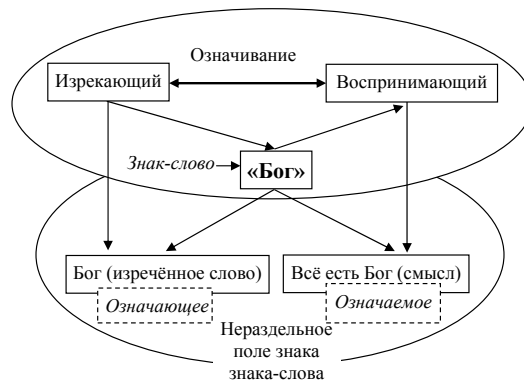 Означивание
Изрекающий
Воспринимающий
Знак-слово
«Бог»
Бог (изречённое слово)
Всё есть Бог (смысл)
Означающее
Означаемое
Нераздельное
поле знака
знака-слова